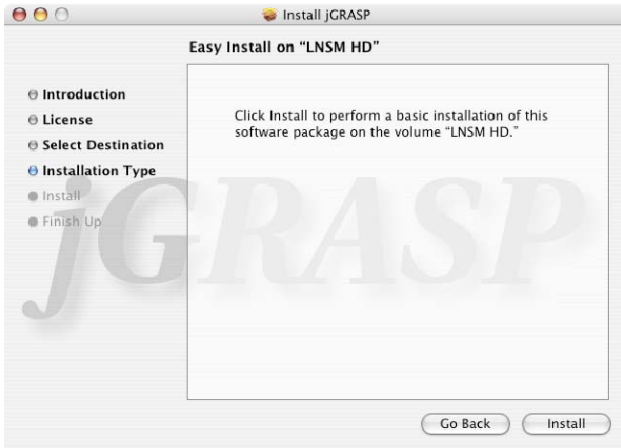 Install jGRASP
Easy Install on “LNSM HD”
Introduction
License
Select Destination
Installation Type
Install
Finish Up
Click Install to perform a basic installation of this
software package on the volume “LNSM HD.”
jGRASP
Go Back
Install